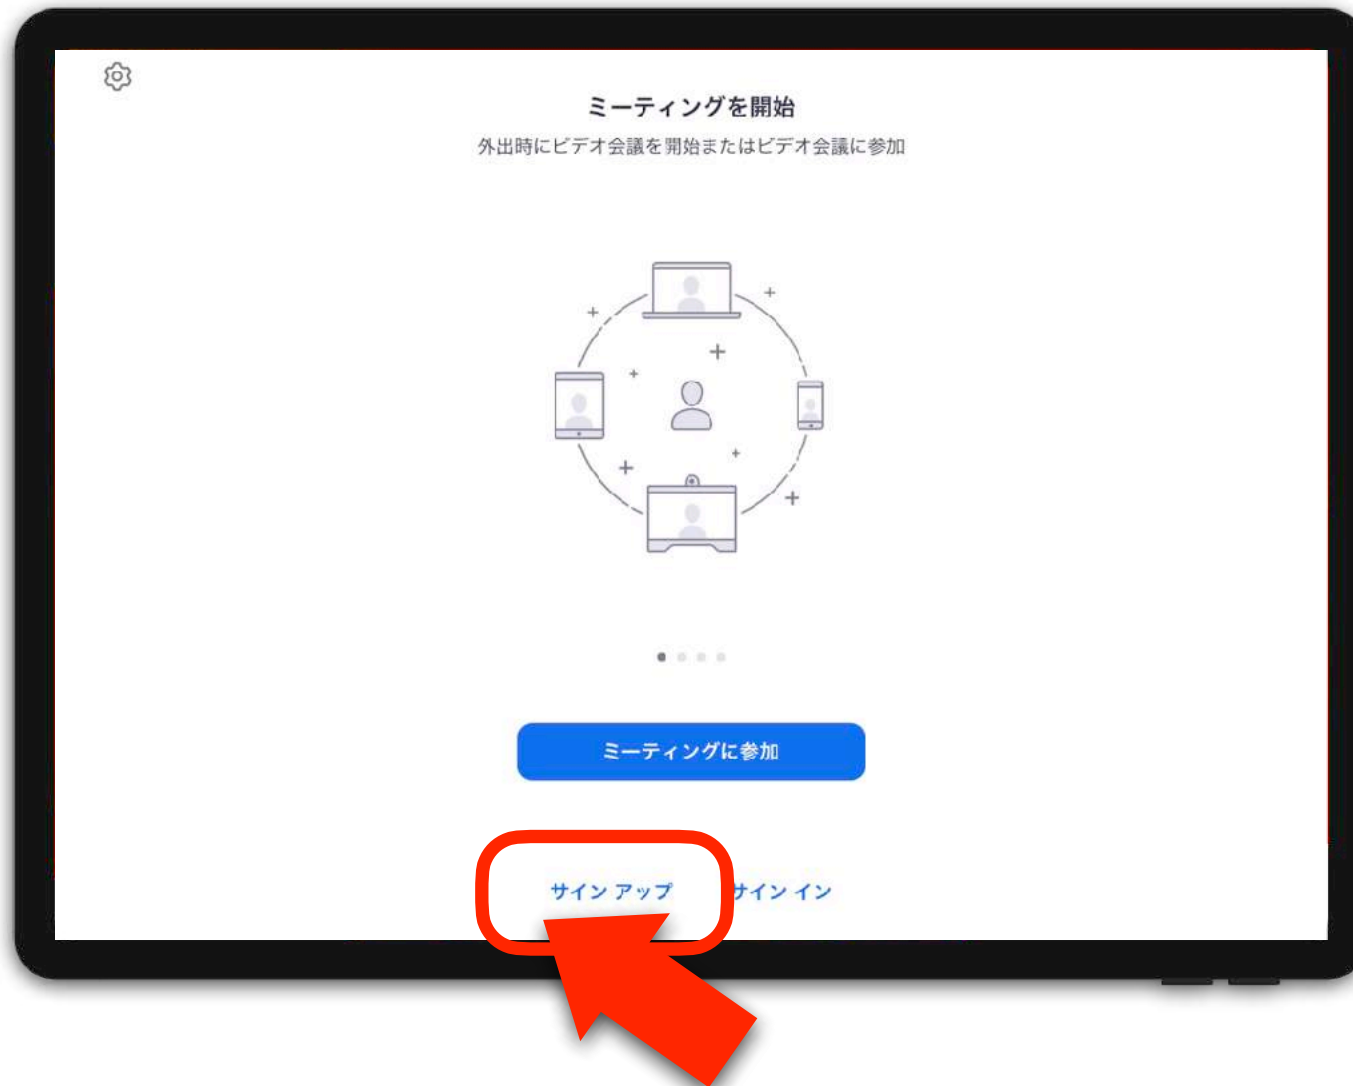 ミーティングを開始
外出時にビデオ会議を開始またはビデオ会議に参加
ミーティングに参加
サイン アップ
サイン イン